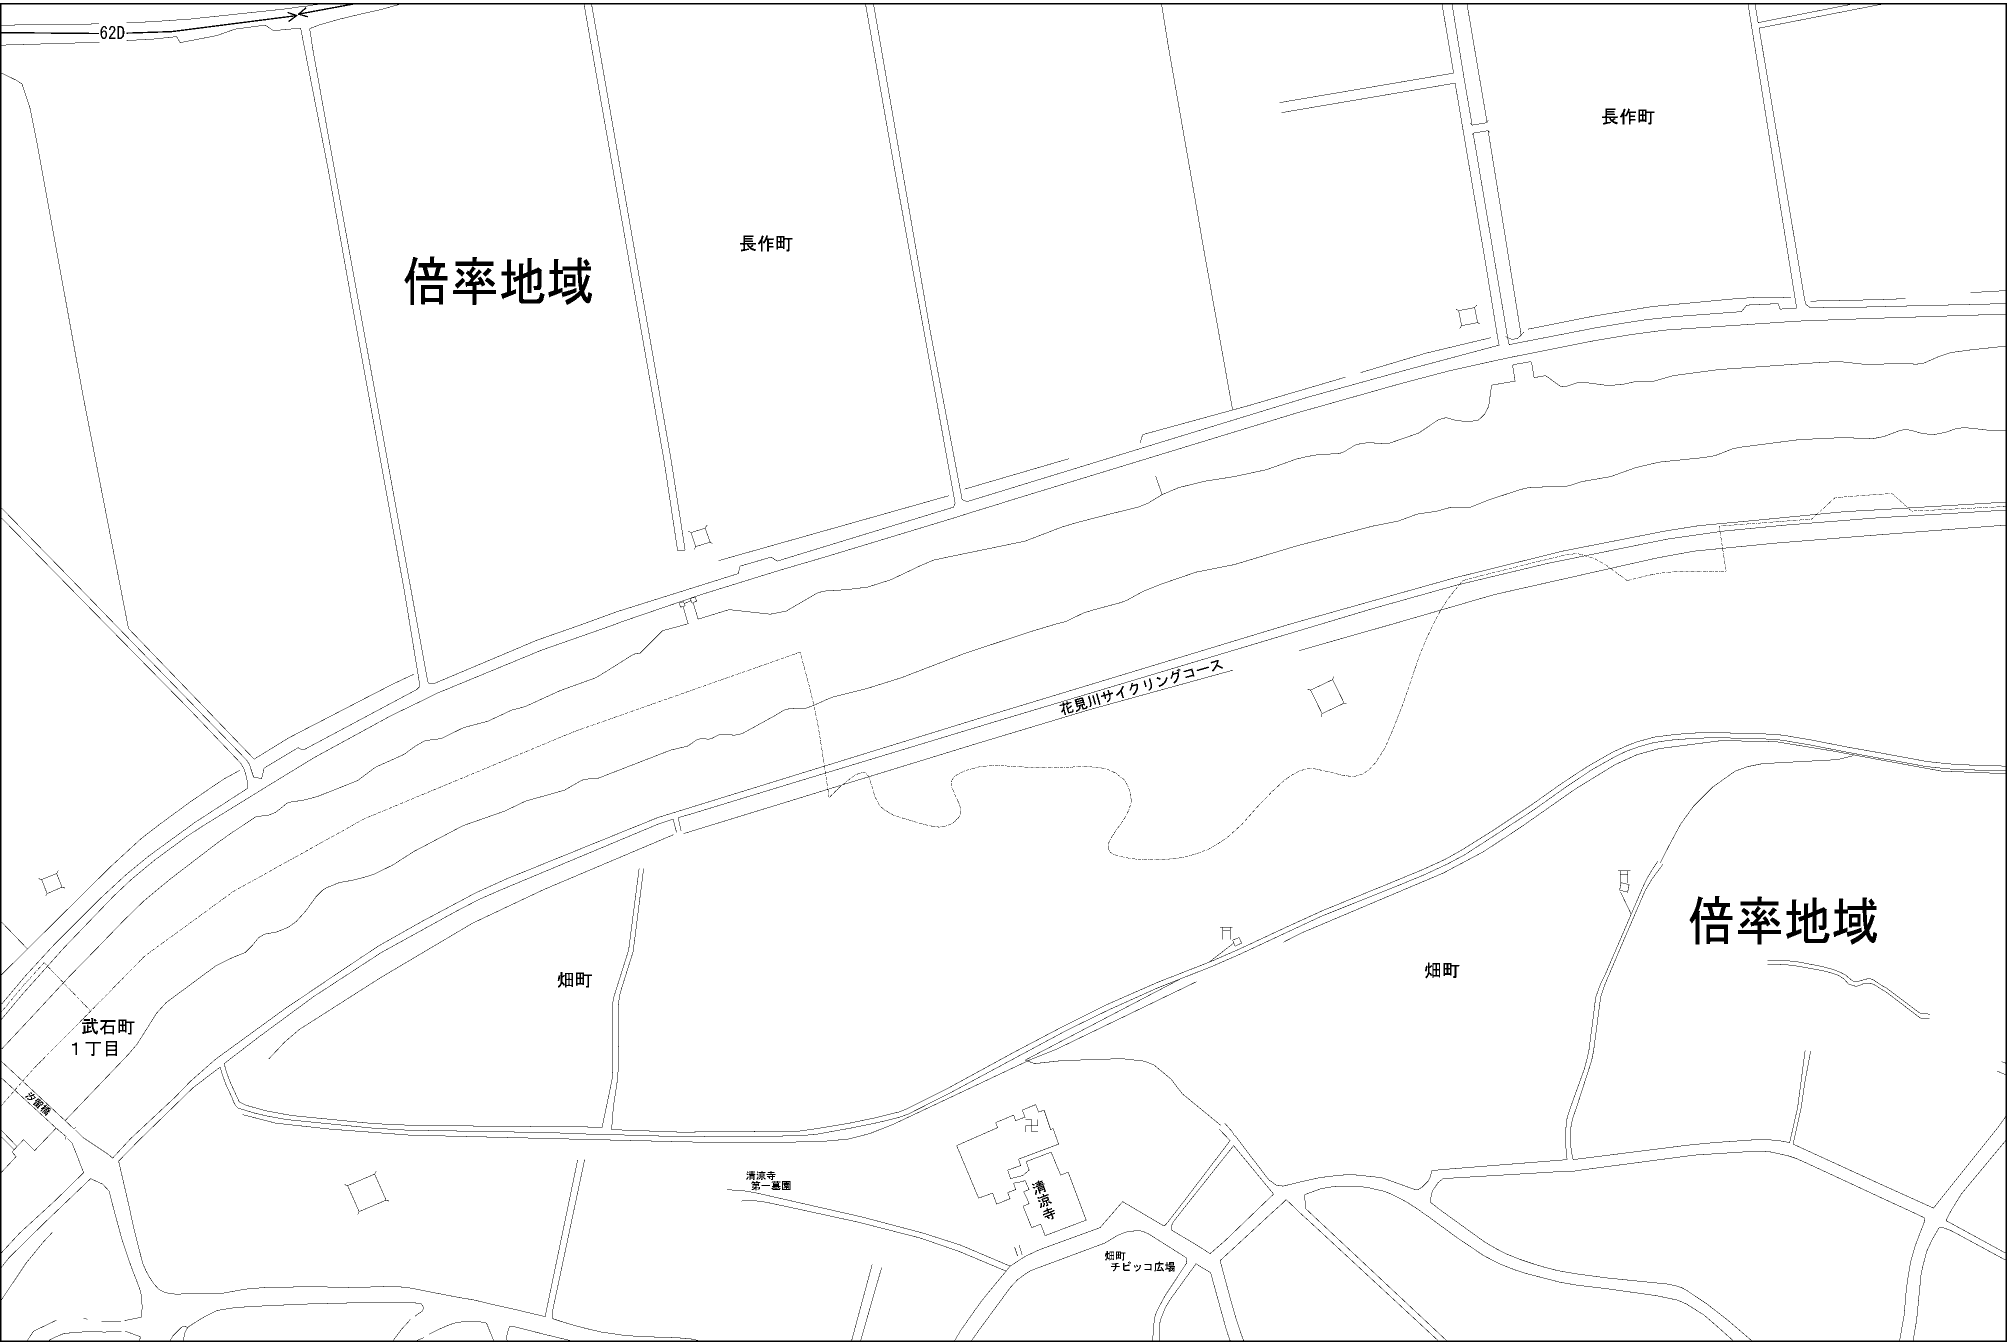 62D
長作町
長作町
倍率地域
花見川サイクリングコース
倍率地域
畑町
畑町
武石町
1丁目
汐留橋
清涼寺
第一墓園
清涼寺
畑町
チビッコ広場